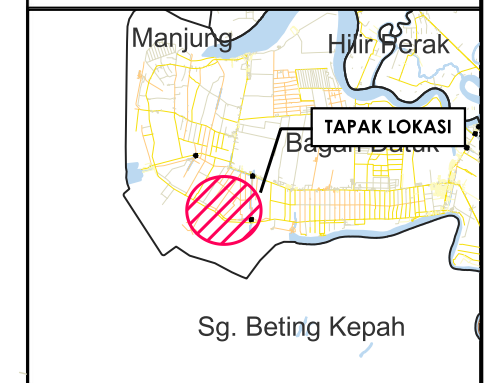 Manjung
Hilir Perak
TAPAK LOKASI
Bagan Datuk
Sg. Beting Kepah